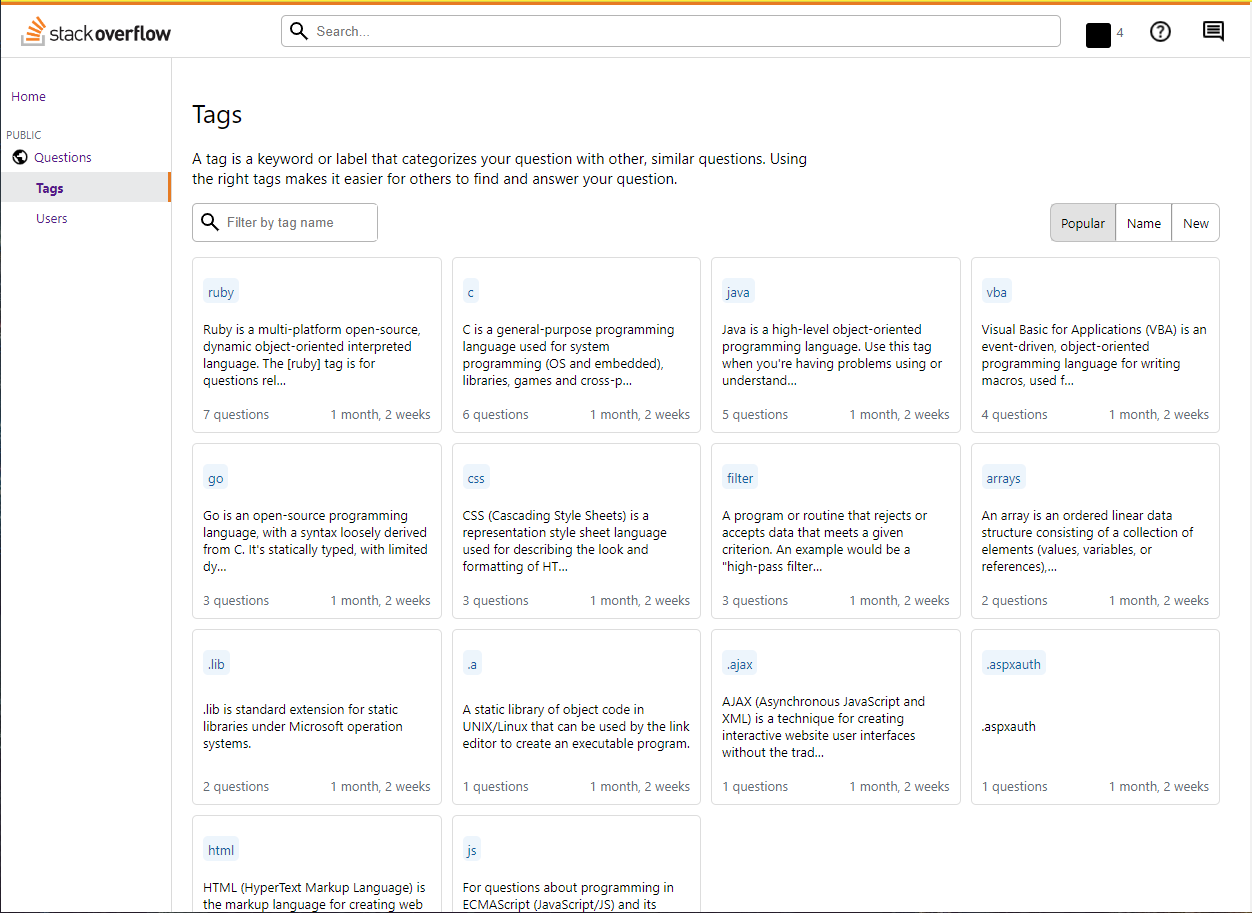 stackoverflow
Search...
4
Home
PUBLIC
Questions
Tags
Users
Tags
A tag is a keyword or label that categorizes your question with other, similar questions. Using
the right tags makes it easier for others to find and answer your question.
Filter by tag name
Popular Name New
ruby
Ruby is a multi-platform open-source,
dynamic object-oriented interpreted
language. The [ruby] tag is for
questions rel...
7 questions 1 month, 2 weeks
c
C is a general-purpose programming
language used for system
programming (OS and embedded),
libraries, games and cross-p...
6 questions 1 month, 2 weeks
java
Java is a high-level object-oriented
programming language. Use this tag
when you're having problems using or
understand...
5 questions 1 month, 2 weeks
vba
Visual Basic for Applications (VBA) is an
event-driven, object-oriented
programming language for writing
macros, used f...
4 questions 1 month, 2 weeks
go
Go is an open-source programming
language, with a syntax loosely derived
from C. It's statically typed, with limited
dy...
3 questions 1 month, 2 weeks
css
CSS (Cascading Style Sheets) is a
representation style sheet language
used for describing the look and
formatting of HT...
3 questions 1 month, 2 weeks
filter
A program or routine that rejects or
accepts data that meets a given
criterion. An example would be a
"high-pass filter...
3 questions 1 month, 2 weeks
arrays
An array is an ordered linear data
structure consisting of a collection of
elements (values, variables, or
references),...
2 questions 1 month, 2 weeks
.lib
.lib is standard extension for static
libraries under Microsoft operation
systems.
2 questions 1 month, 2 weeks
.a
A static library of object code in
UNIX/Linux that can be used by the link
editor to create an executable program.
1 questions 1 month, 2 weeks
.ajax
AJAX (Asynchronous JavaScript and
XML) is a technique for creating
interactive website user interfaces
without the trad...
1 questions 1 month, 2 weeks
.aspxauth
.aspxauth
1 questions 1 month, 2 weeks
html
HTML (HyperText Markup Language) is
the markup language for creating web
js
For questions about programming in
ECMAScript (JavaScript/JS) and its